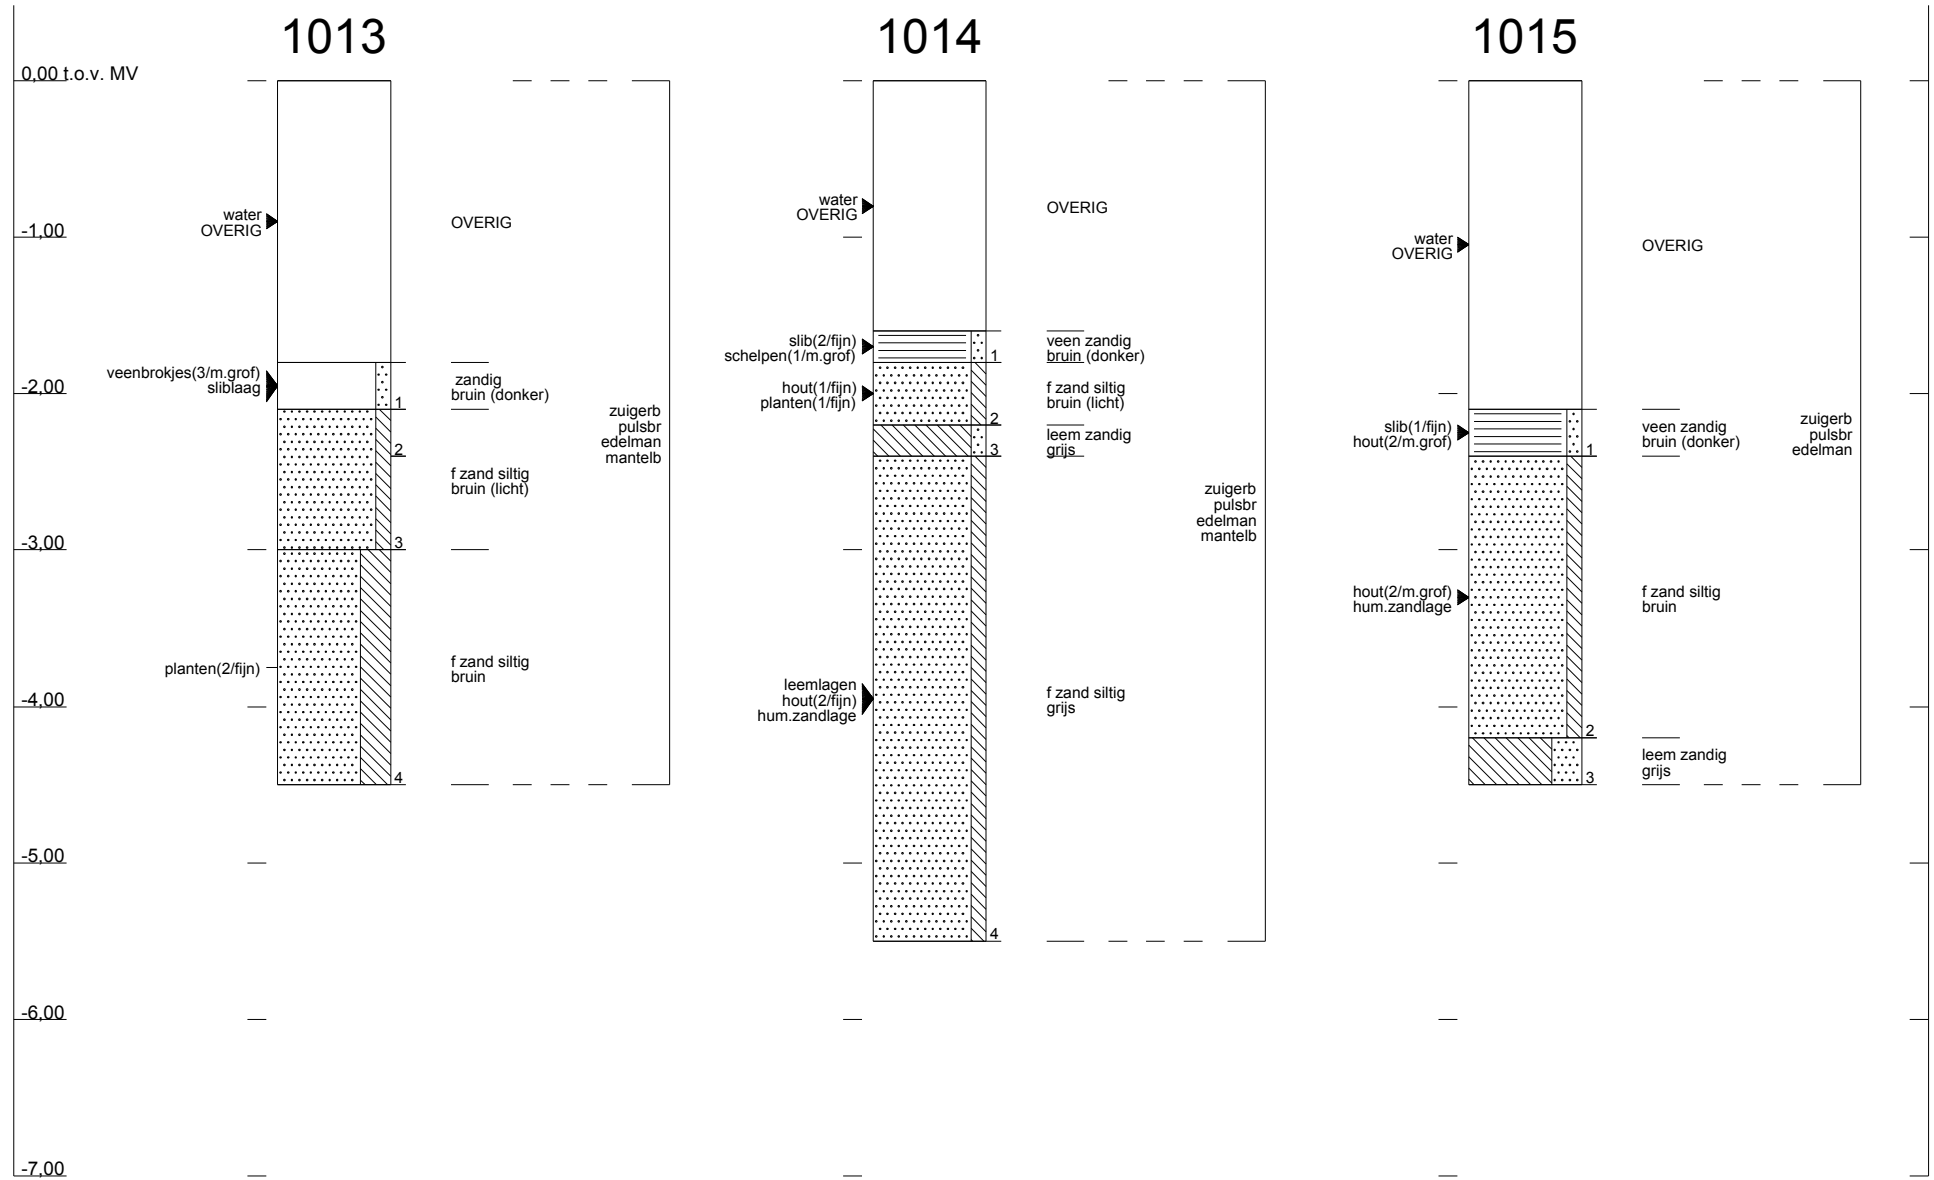 1013
1014
1015
0,00 t.o.v. MV
-1,00
-2,00
-3,00
-4,00
-5,00
-6,00
-7,00
water
OVERIG
OVERIG
veenbrokjes(3/m.grof)
sliblaag
1
zandig
bruin (donker)
2
f zand siltig
bruin (licht)
3
planten(2/fijn)
f zand siltig
bruin
4
zuigerb
pulsbr
edelman
mantelb
water
OVERIG
OVERIG
slib(2/fijn)
schelpen(1/m.grof)
1
veen zandig
bruin (donker)
hout(1/fijn)
planten(1/fijn)
2
f zand siltig
bruin (licht)
3
leem zandig
grijs
leemlagen
hout(2/fijn)
hum.zandlage
f zand siltig
grijs
4
zuigerb
pulsbr
edelman
mantelb
water
OVERIG
OVERIG
slib(1/fijn)
hout(2/m.grof)
1
veen zandig
bruin (donker)
hout(2/m.grof)
hum.zandlage
f zand siltig
bruin
2
leem zandig
grijs
3
zuigerb
pulsbr
edelman